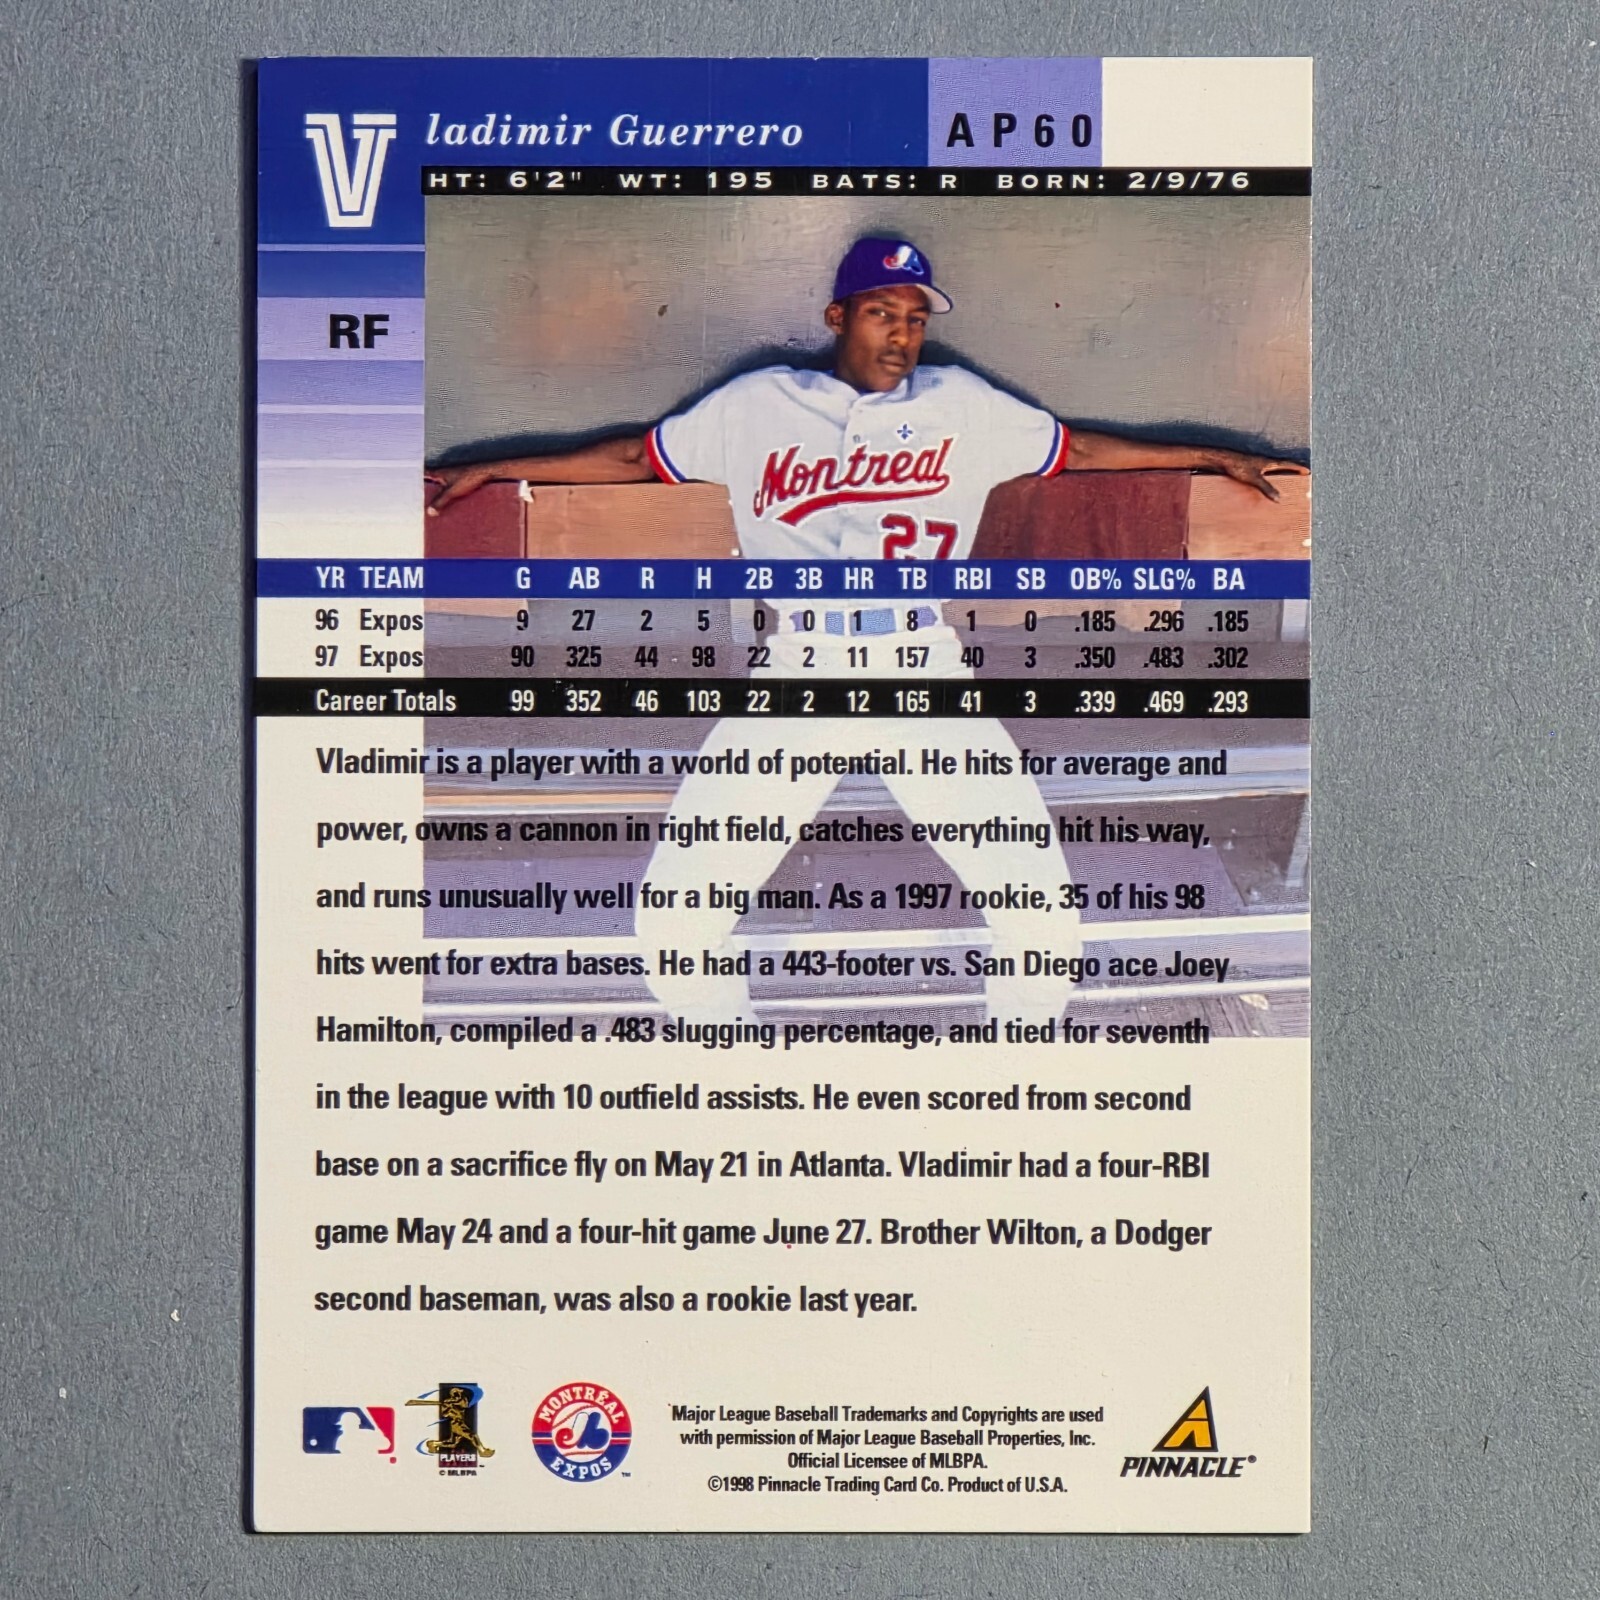 Vladimir Guerrero AP60
HT: 6'2" WT: 195 BATS: R BORN: 2/9/76
RF
Montreal
27
YR TEAM G AB R H 2B 3B HR TB RBI SB OB% SLG% BA
96 Expos 9 27 2 5 0 0 1 8 1 0 .185 .296 .185
97 Expos 90 325 44 98 22 2 11 157 40 3 .350 .483 .302
Career Totals 99 352 46 103 22 2 12 165 41 3 .339 .469 .293
Vladimir is a player with a world of potential. He hits for average and
power, owns a cannon in right field, catches everything hit his way,
and runs unusually well for a big man. As a 1997 rookie, 35 of his 98
hits went for extra bases. He had a 443-footer vs. San Diego ace Joey
Hamilton, compiled a .483 slugging percentage, and tied for seventh
in the league with 10 outfield assists. He even scored from second
base on a sacrifice fly on May 21 in Atlanta. Vladimir had a four-RBI
game May 24 and a four-hit game June 27. Brother Wilton, a Dodger
second baseman, was also a rookie last year.
PLAYERS
© MLBPA
MONTRÉAL
EXPOS
TM
Major League Baseball Trademarks and Copyrights are used
with permission of Major League Baseball Properties, Inc.
Official Licensee of MLBPA.
©1998 Pinnacle Trading Card Co. Product of U.S.A.
PINNACLE®